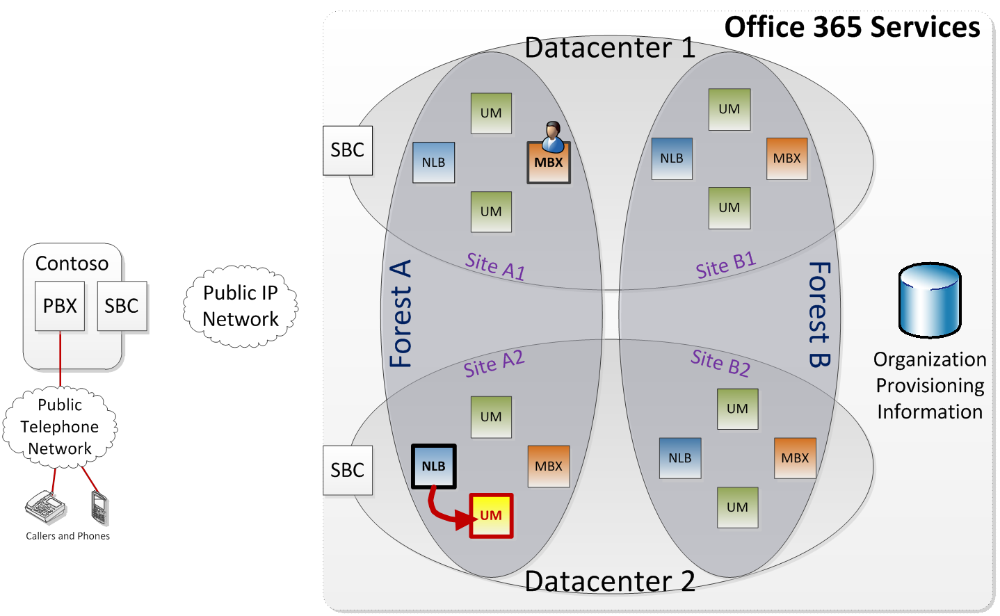 Office 365 Services
Datacenter 1
UM
UM
MBX
NLB
SBC
NLB
MBX
UM
UM
Site A1
Site B1
Forest A
Forest B
Contoso
PBX
SBC
Public IP
Network
Organization
Provisioning
Information
Public
Telephone
Network
Callers and Phones
Site A2
Site B2
UM
UM
SBC
NLB
MBX
NLB
MBX
UM
UM
Datacenter 2